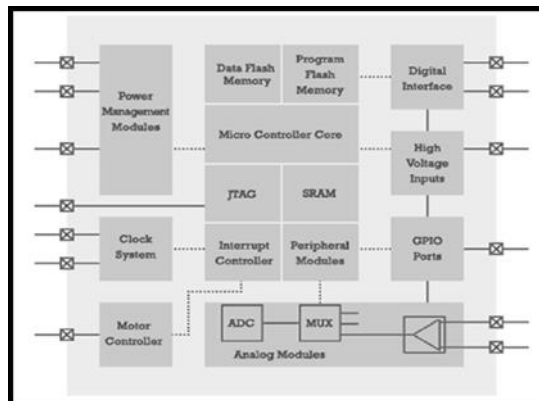 Power
Management
Modules
Data Flash
Memory
Program
Flash
Memory
Digital
Interface
Micro Controller Core
High
Voltage
Inputs
JTAG
SRAM
Clock
System
Interrupt
Controller
Peripheral
Modules
GPIO
Ports
Motor
Controller
ADC
MUX
Analog Modules